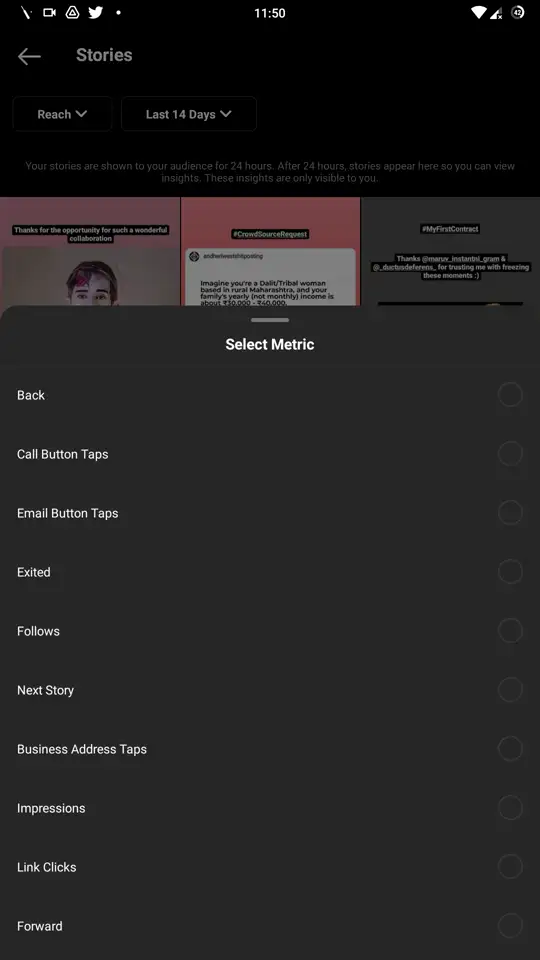 11:50
42
Stories
Reach
Last 14 Days
Your stories are shown to your audience for 24 hours. After 24 hours, stories appear here so you can view
insights. These insights are only visible to you.
Thanks for the opportunity for such a wonderful
collaboration
#CrowdSourceRequest
andheriwestshitposting
Imagine you're a Dalit/Tribal woman
based in rural Maharashtra, and your
family's yearly (not monthly) income is
about ₹30,000 - ₹40,000.
#MyFirstContract
Thanks @maruv_instantni_gram &
@_ductusdeferens_ for trusting me with freezing
these moments :)
Select Metric
Back
Call Button Taps
Email Button Taps
Exited
Follows
Next Story
Business Address Taps
Impressions
Link Clicks
Forward